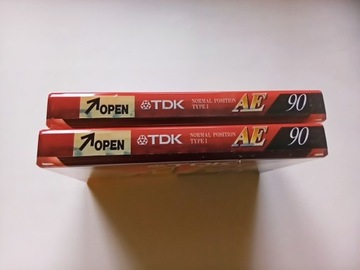 OPEN
TDK
NORMAL POSITION
TYPE I
AE
90
OPEN
TDK
NORMAL POSITION
TYPE I
AE
90